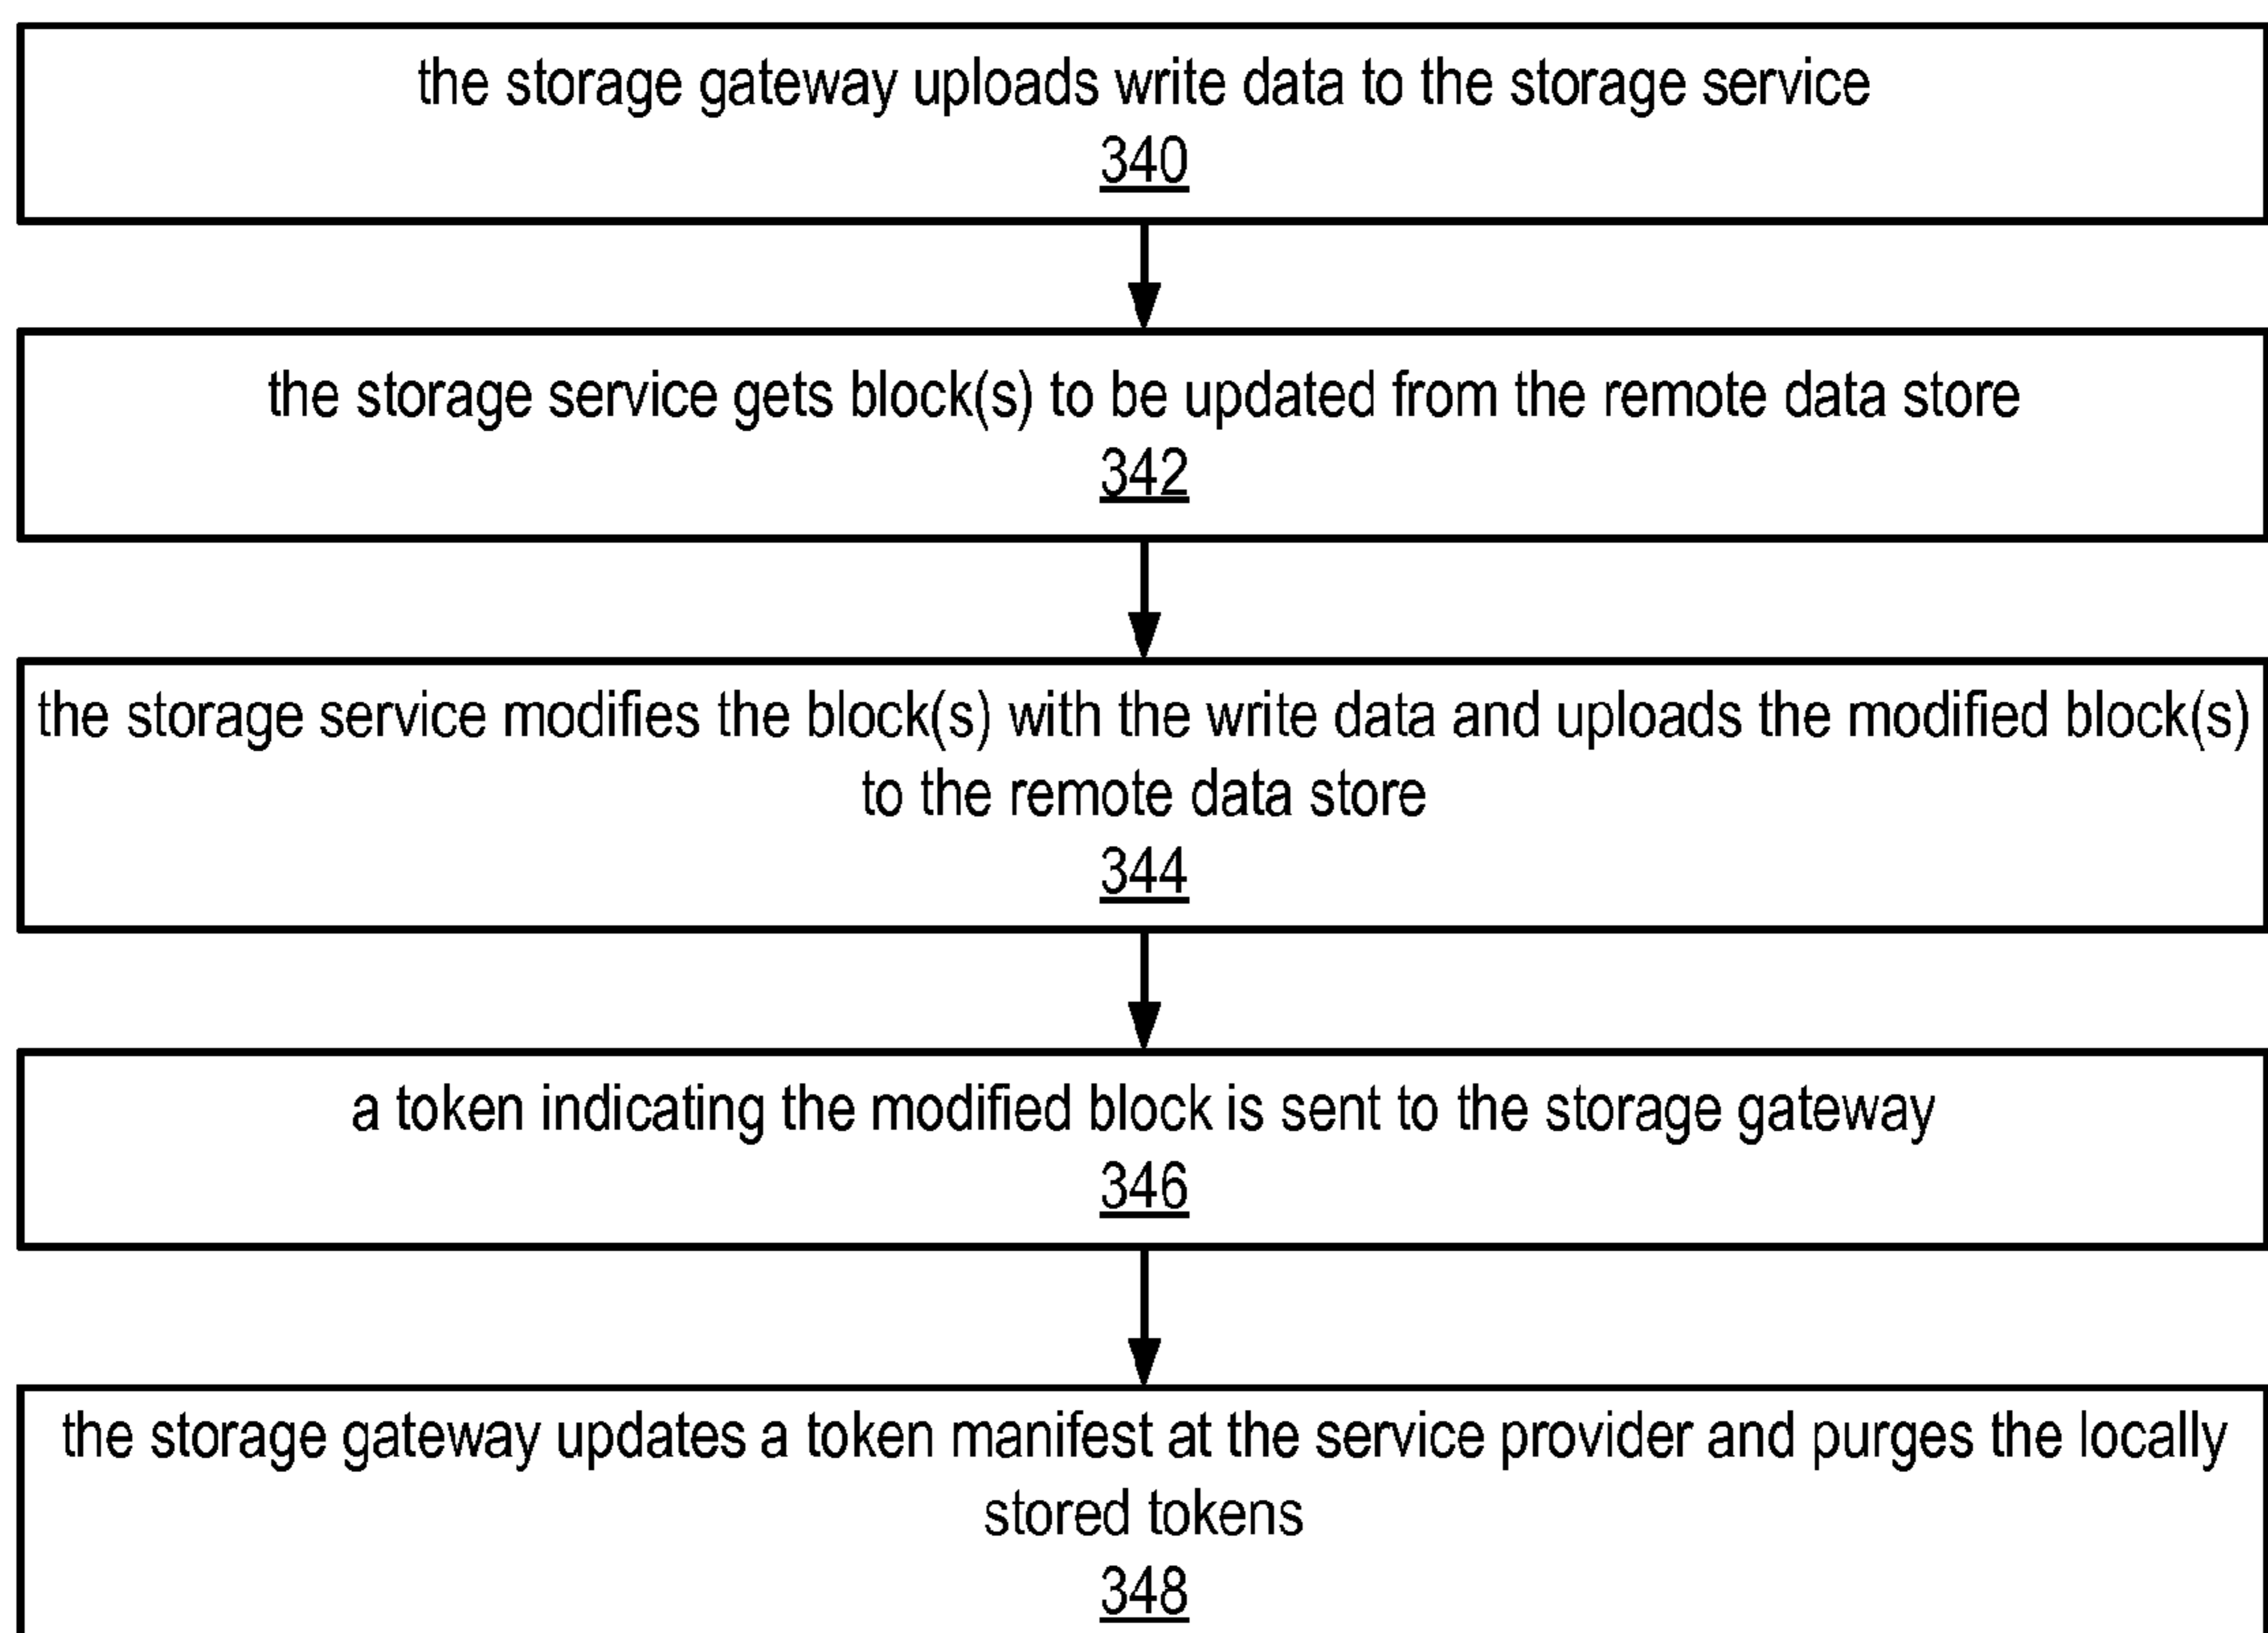 the storage gateway uploads write data to the storage service
340
the storage service gets block(s) to be updated from the remote data store
342
the storage service modifies the block(s) with the write data and uploads the modified block(s)
to the remote data store
344
a token indicating the modified block is sent to the storage gateway
346
the storage gateway updates a token manifest at the service provider and purges the locally
stored tokens
348